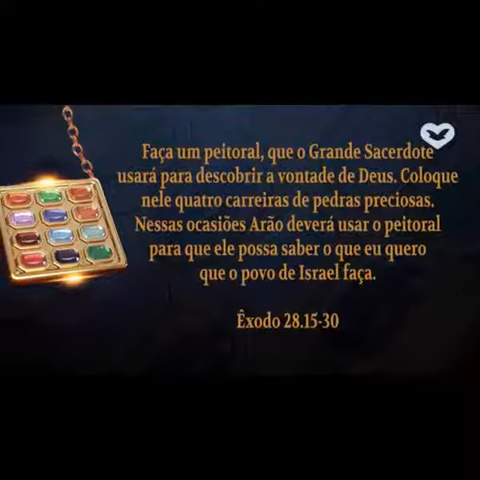 Faça um peitoral, que o Grande Sacerdote
usará para descobrir a vontade de Deus. Coloque
nele quatro carreiras de pedras preciosas.
Nessas ocasiões Arão deverá usar o peitoral
para que ele possa saber o que eu quero
que o povo de Israel faça.
Êxodo 28.15-30